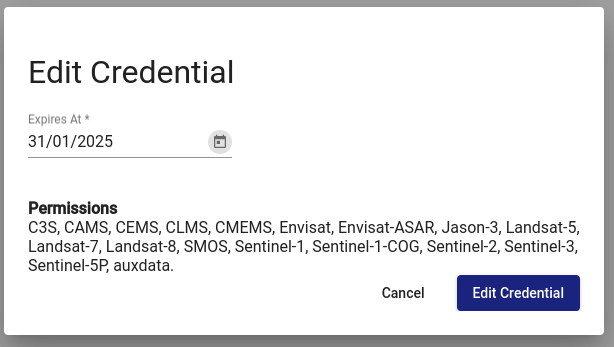 Edit Credential
Expires At *
31/01/2025
Permissions
C3S, CAMS, CEMS, CLMS, CMEMS, Envisat, Envisat-ASAR, Jason-3, Landsat-5,
Landsat-7, Landsat-8, SMOS, Sentinel-1, Sentinel-1-COG, Sentinel-2, Sentinel-3,
Sentinel-5P, auxdata.
Cancel
Edit Credential